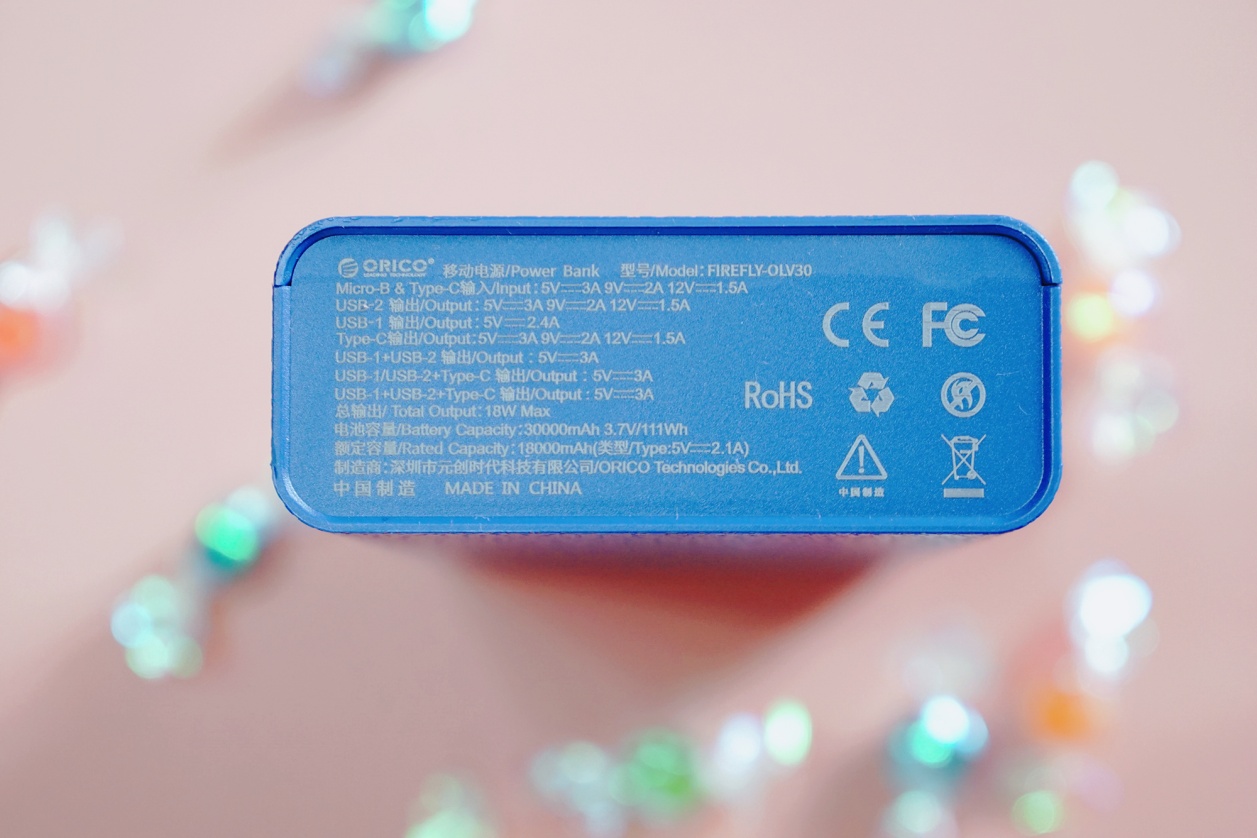 ORICO® 移动电源/Power Bank 型号/Model: FIREFLY-OLV30
Micro-B & Type-C输入/Input: 5V⎓3A 9V⎓2A 12V⎓1.5A
USB-2 输出/Output: 5V⎓3A 9V⎓2A 12V⎓1.5A
USB-1 输出/Output: 5V⎓2.4A
Type-C输出/Output: 5V⎓3A 9V⎓2A 12V⎓1.5A
USB-1+USB-2 输出/Output : 5V⎓3A
USB-1/USB-2+Type-C 输出/Output : 5V⎓3A
USB-1+USB-2+Type-C 输出/Output : 5V⎓3A
总输出/ Total Output: 18W Max
电池容量/Battery Capacity: 30000mAh 3.7V/111Wh
额定容量/Rated Capacity: 18000mAh(类型/Type:5V⎓2.1A)
制造商: 深圳市元创时代科技有限公司/ORICO Technologies Co.,Ltd.
中国制造 MADE IN CHINA
CE FC
RoHS
中国制造